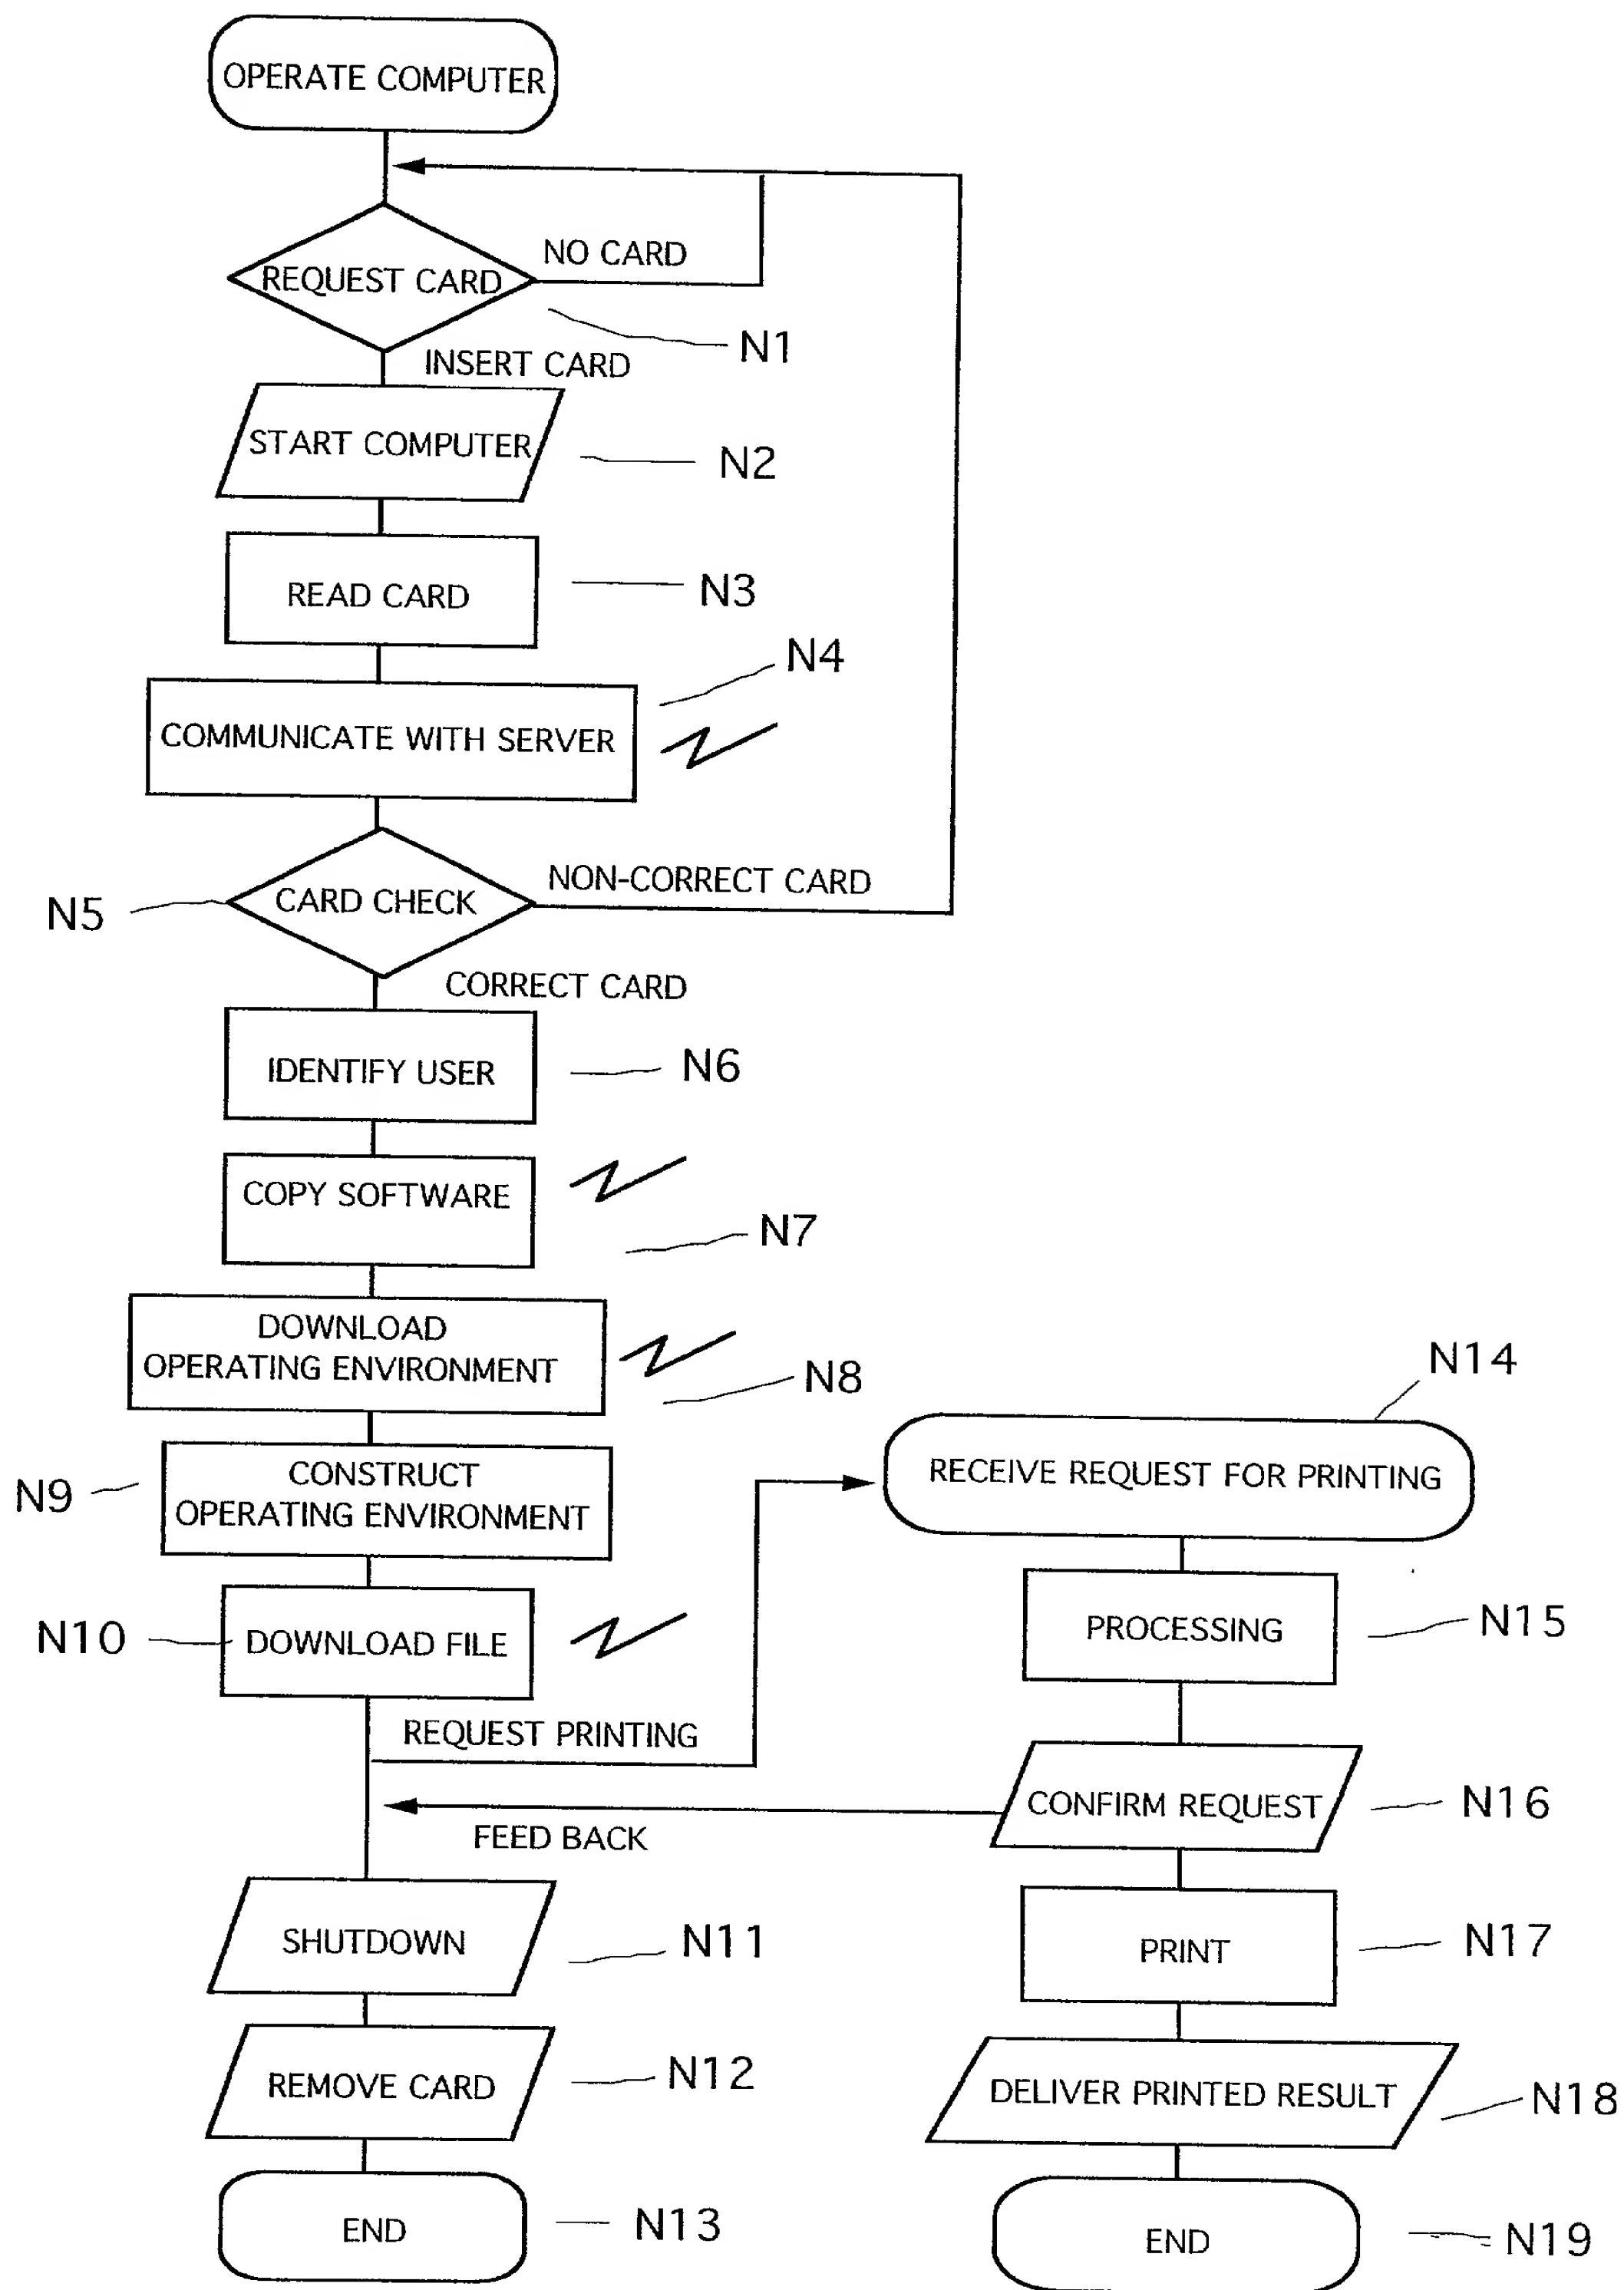 OPERATE COMPUTER
REQUEST CARD
NO CARD
N1
INSERT CARD
START COMPUTER
N2
READ CARD
N3
N4
COMMUNICATE WITH SERVER
CARD CHECK
NON-CORRECT CARD
N5
CORRECT CARD
IDENTIFY USER
N6
COPY SOFTWARE
N7
DOWNLOAD
OPERATING ENVIRONMENT
N8
CONSTRUCT
OPERATING ENVIRONMENT
N9
DOWNLOAD FILE
N10
REQUEST PRINTING
FEED BACK
SHUTDOWN
N11
REMOVE CARD
N12
END
N13
N14
RECEIVE REQUEST FOR PRINTING
PROCESSING
N15
CONFIRM REQUEST
N16
PRINT
N17
DELIVER PRINTED RESULT
N18
END
N19